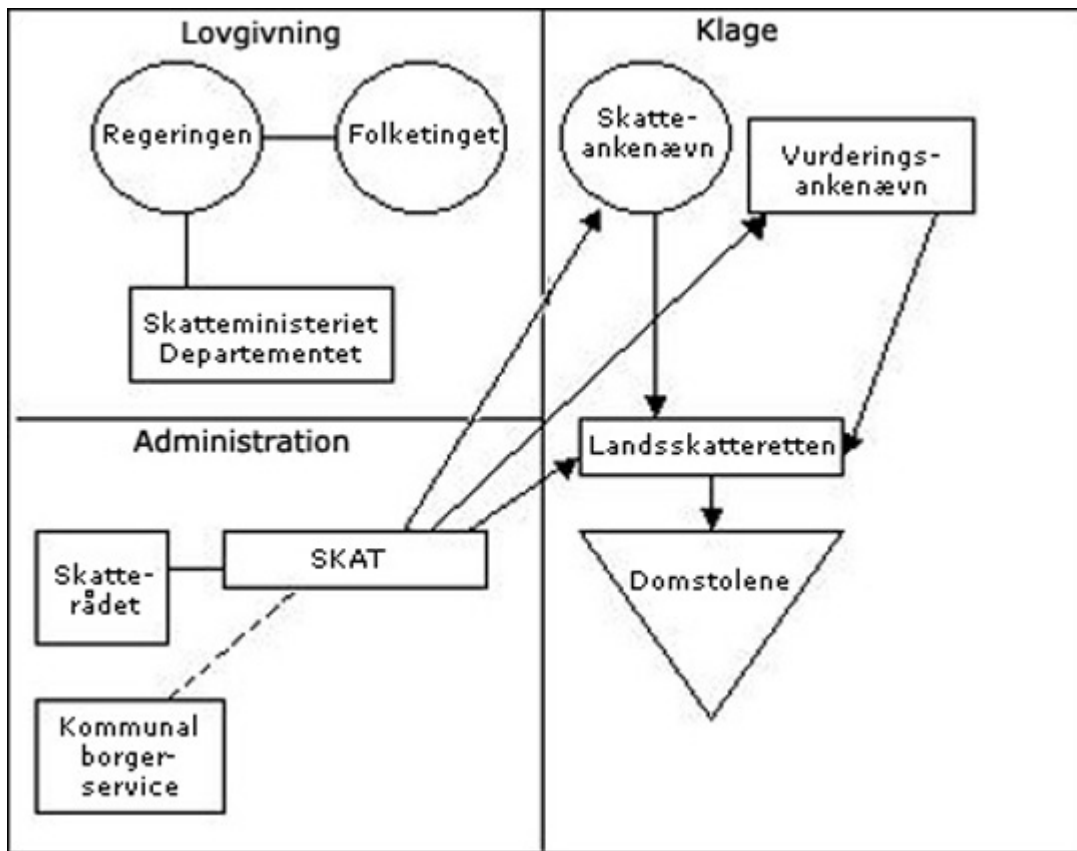 Lovgivning
Regeringen
Folketinget
Skatteministeriet
Departementet
Administration
Skatte-
rådet
SKAT
Kommunal
borger-
service
Klage
Skatte-
ankenævn
Vurderings-
ankenævn
Landsskatteretten
Domstolene